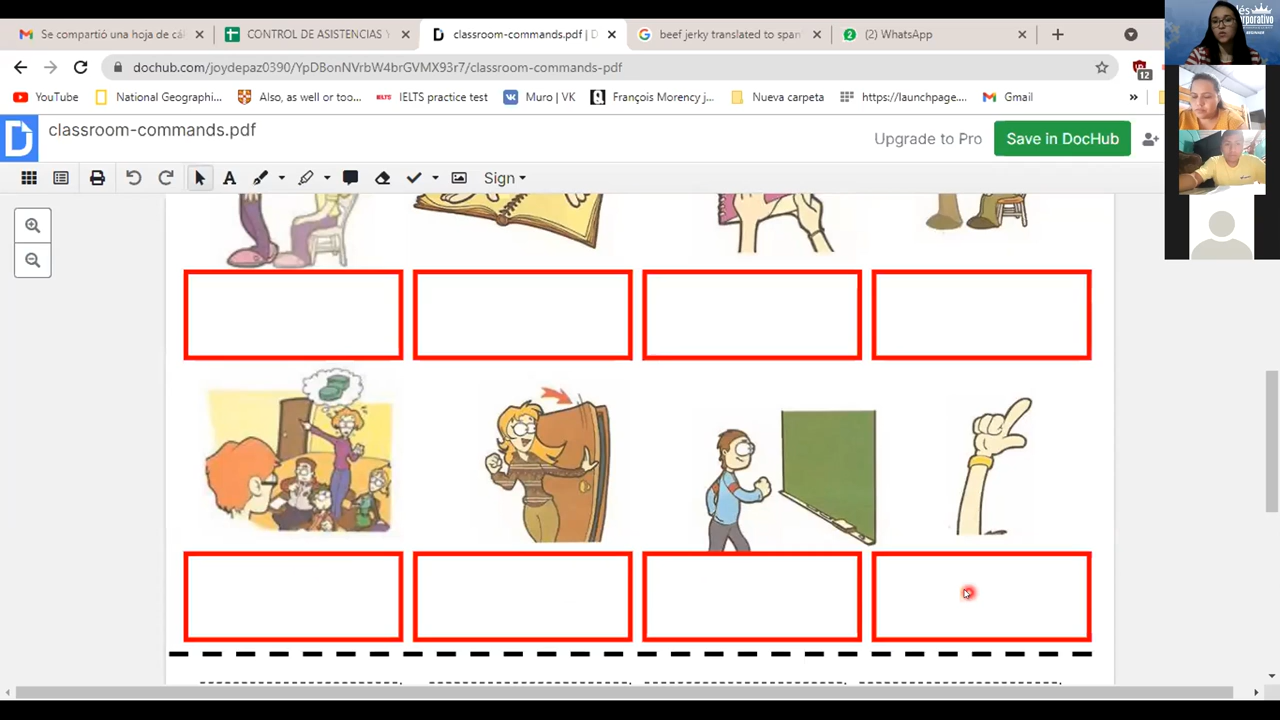 Se compartió una hoja de cál
CONTROL DE ASISTENCIAS
classroom-commands.pdf | D
beef jerky translated to span
(2) WhatsApp
dochub.com/joydepaz0390/YpDBonNVrbW4brGVMX93r7/classroom-commands-pdf
12
YouTube
National Geographi...
Also, as well or too...
IELTS practice test
Muro | VK
François Morency j...
Nueva carpeta
https://launchpage....
Gmail
classroom-commands.pdf
Upgrade to Pro
Save in DocHub
Sign